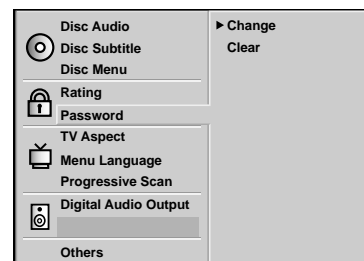 Disc Audio
Disc Subtitle
Disc Menu
Rating
Password
TV Aspect
Menu Language
Progressive Scan
Digital Audio Output
Others
Change
Clear